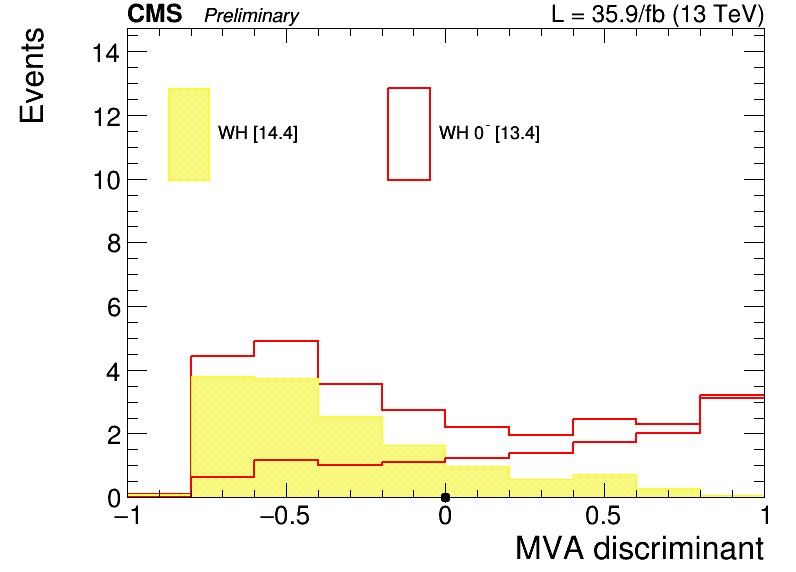 CMS Preliminary L = 35.9/fb (13 TeV)
Events
14
12
10
8
6
4
2
0
WH [14.4]
WH 0⁻ [13.4]
−1 −0.5 0 0.5 1
MVA discriminant